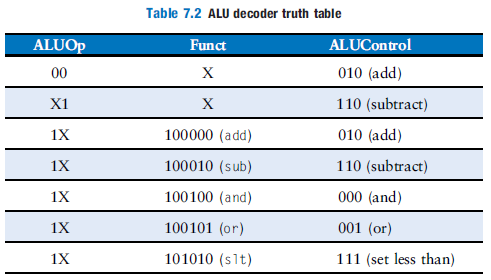 Table 7.2 ALU decoder truth table
ALUOp Funct ALUControl
00 X 010 (add)
X1 X 110 (subtract)
1X 100000 (add) 010 (add)
1X 100010 (sub) 110 (subtract)
1X 100100 (and) 000 (and)
1X 100101 (or) 001 (or)
1X 101010 (slt) 111 (set less than)